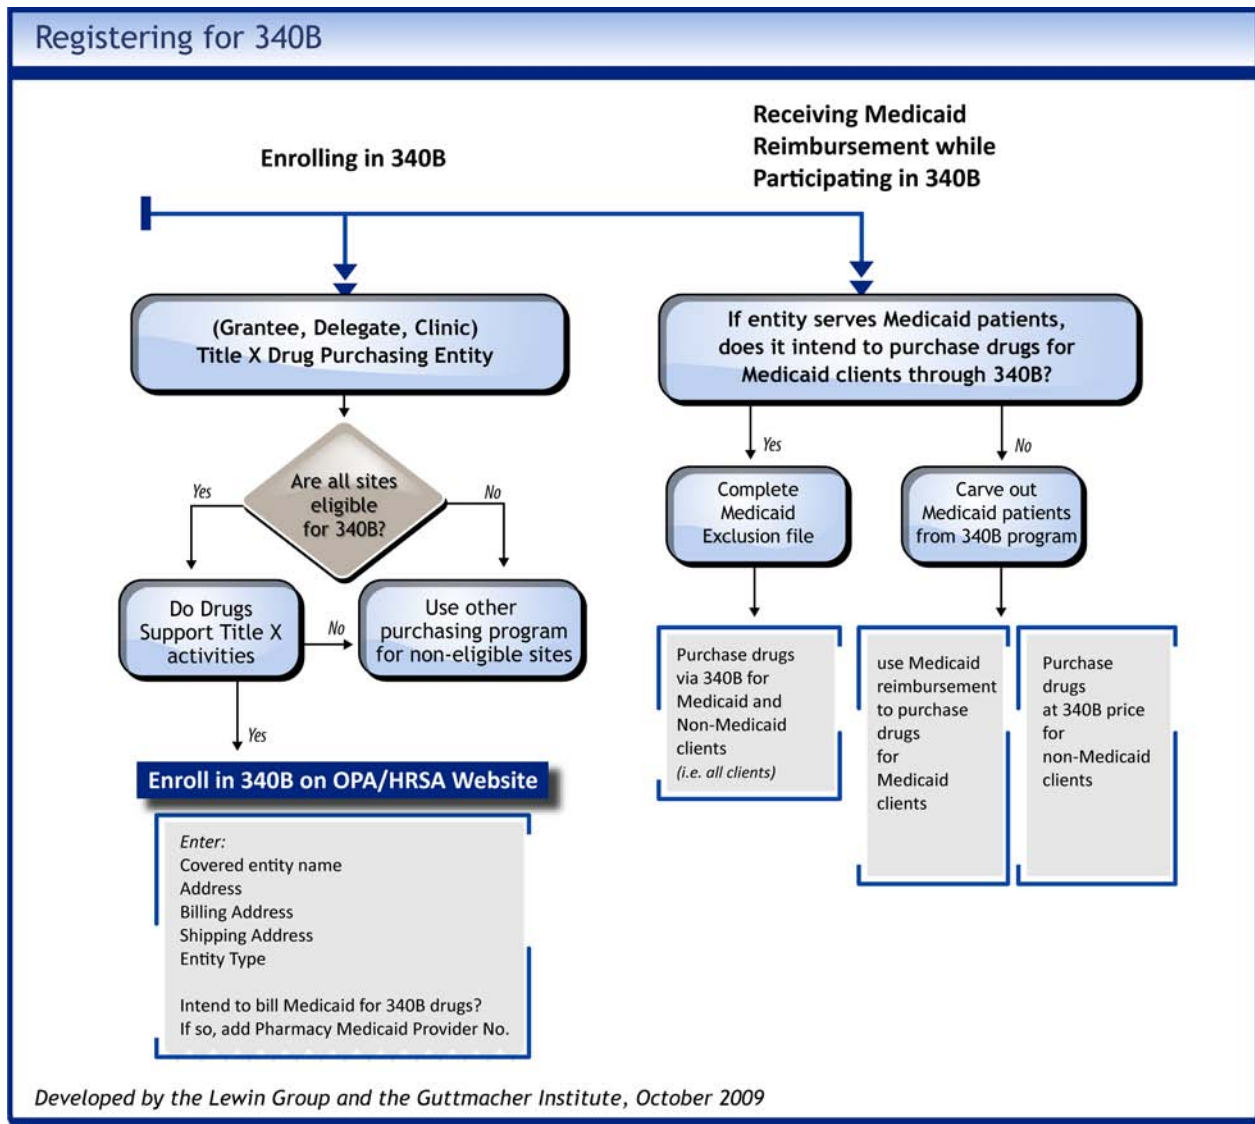 Registering for 340B
Enrolling in 340B
Receiving Medicaid
Reimbursement while
Participating in 340B
(Grantee, Delegate, Clinic)
Title X Drug Purchasing Entity
If entity serves Medicaid patients,
does it intend to purchase drugs for
Medicaid clients through 340B?
Are all sites
eligible
for 340B?
Yes
No
Do Drugs
Support Title X
activities
No
Use other
purchasing program
for non-eligible sites
Yes
Enroll in 340B on OPA/HRSA Website
Enter:
Covered entity name
Address
Billing Address
Shipping Address
Entity Type
Intend to bill Medicaid for 340B drugs?
If so, add Pharmacy Medicaid Provider No.
Yes
No
Complete
Medicaid
Exclusion file
Carve out
Medicaid patients
from 340B program
Purchase drugs
via 340B for
Medicaid and
Non-Medicaid
clients
(i.e. all clients)
use Medicaid
reimbursement
to purchase
drugs
for
Medicaid
clients
Purchase
drugs
at 340B price
for
non-Medicaid
clients
Developed by the Lewin Group and the Guttmacher Institute, October 2009